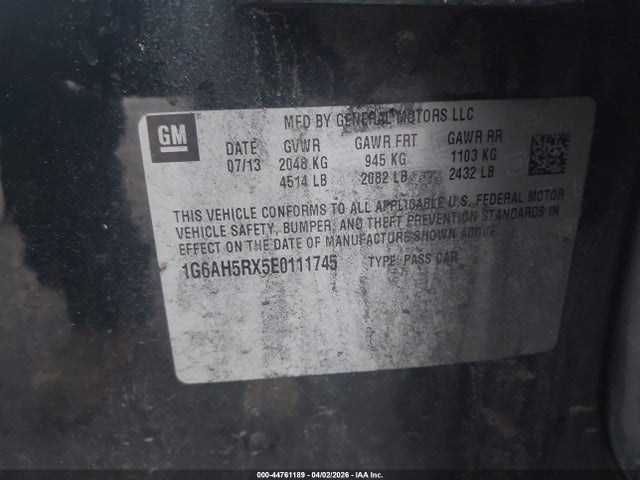 GM
MFD BY GENERAL MOTORS LLC
DATE GVWR GAWR FRT GAWR RR
07/13 2048 KG 945 KG 1103 KG
4514 LB 2082 LB 2432 LB
THIS VEHICLE CONFORMS TO ALL APPLICABLE U.S. FEDERAL MOTOR
VEHICLE SAFETY, BUMPER, AND THEFT PREVENTION STANDARDS IN
EFFECT ON THE DATE OF MANUFACTURE SHOWN ABOVE.
1G6AH5RX5E0111745 TYPE: PASS CAR
000-44761189 - 04/02/2026 - IAA Inc.